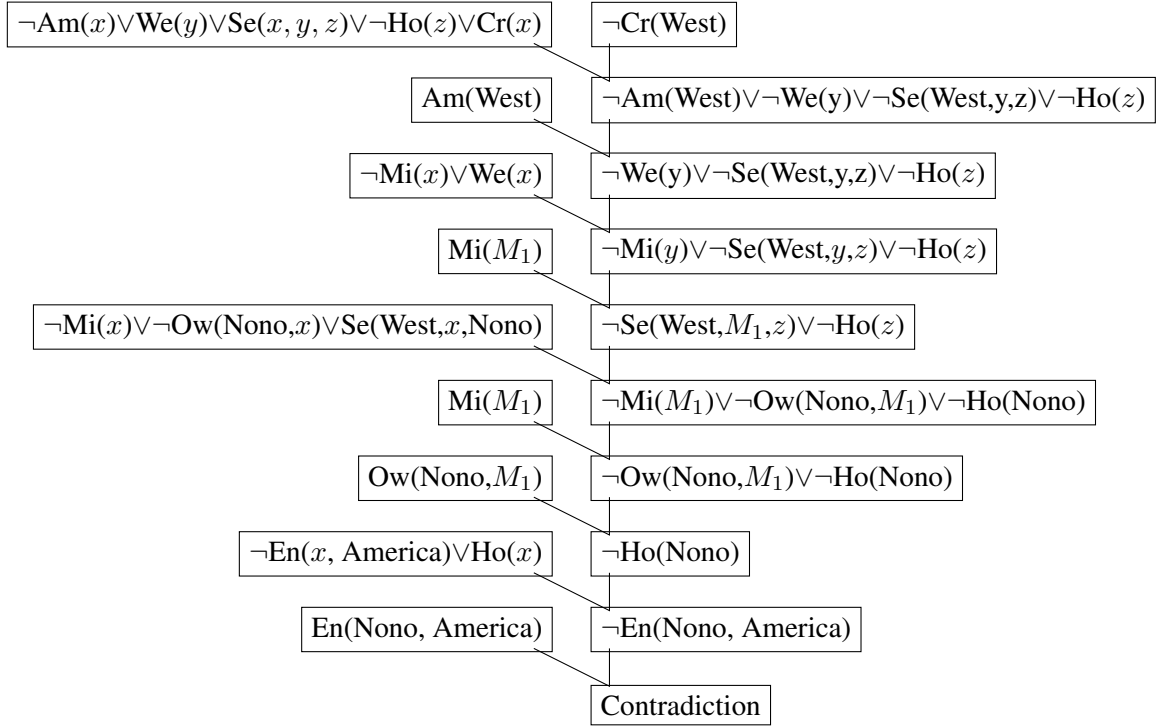 ¬Am(x)∨We(y)∨Se(x, y, z)∨¬Ho(z)∨Cr(x) ¬Cr(West)
Am(West) ¬Am(West)∨¬We(y)∨¬Se(West,y,z)∨¬Ho(z)
¬Mi(x)∨We(x) ¬We(y)∨¬Se(West,y,z)∨¬Ho(z)
Mi(M₁) ¬Mi(y)∨¬Se(West,y,z)∨¬Ho(z)
¬Mi(x)∨¬Ow(Nono,x)∨Se(West,x,Nono) ¬Se(West,M₁,z)∨¬Ho(z)
Mi(M₁) ¬Mi(M₁)∨¬Ow(Nono,M₁)∨¬Ho(Nono)
Ow(Nono,M₁) ¬Ow(Nono,M₁)∨¬Ho(Nono)
¬En(x, America)∨Ho(x) ¬Ho(Nono)
En(Nono, America) ¬En(Nono, America)
Contradiction